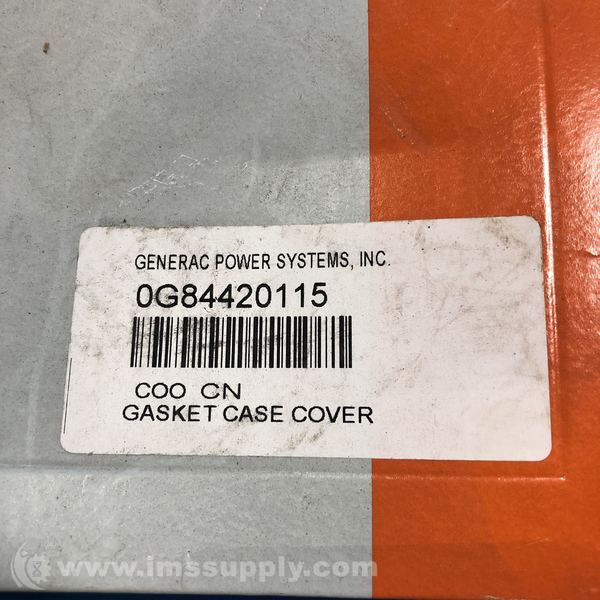 GENERAC POWER SYSTEMS, INC.
0G84420115
COO CN
GASKET CASE COVER
www.imssupply.com